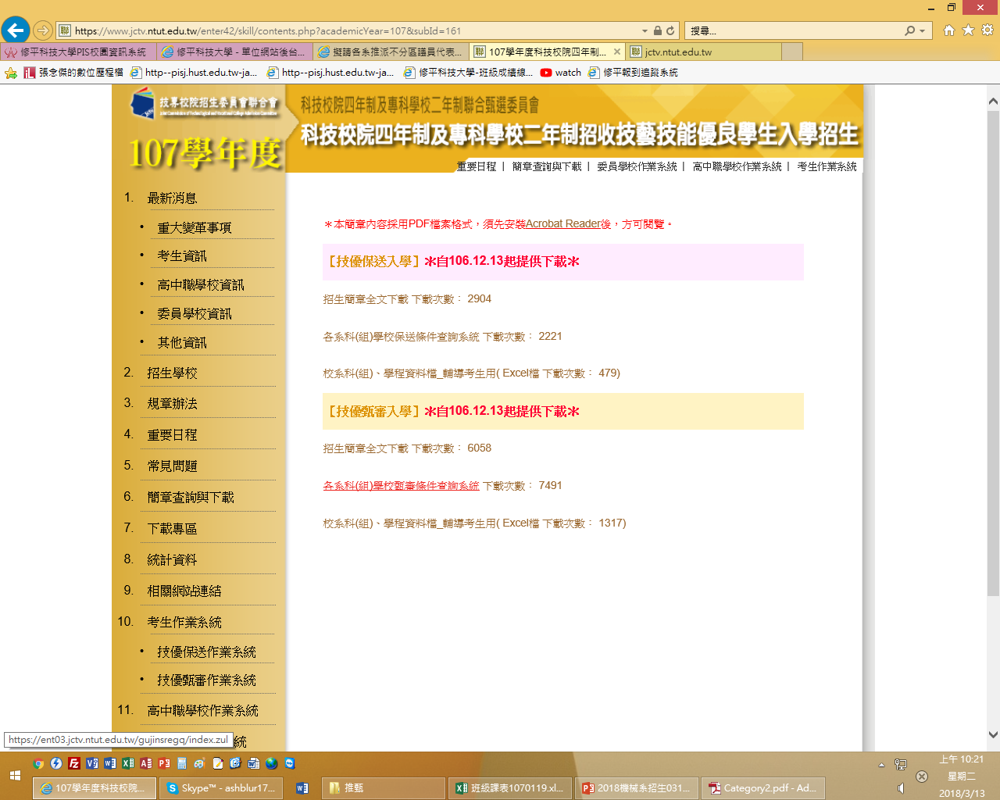 https://www.jctv.ntut.edu.tw/enter42/skill/contents.php?academicYear=107&subId=161
搜尋...
修平科技大學PIS校園資訊系統
修平科技大學 - 單位網站後台...
擬請各系推派不分區議員代表...
107學年度科技校院四年制...
jctv.ntut.edu.tw
張念傑的數位歷程檔
http--pisj.hust.edu.tw-ja...
http--pisj.hust.edu.tw-ja...
修平科技大學-班級成績線...
watch
修平報到追蹤系統
技專校院招生委員會聯合會
Joint Commission of Technological and Vocational College Admission Committee
107學年度
科技校院四年制及專科學校二年制聯合甄選委員會
科技校院四年制及專科學校二年制招收技藝技能優良學生入學招生
重要日程 | 簡章查詢與下載 | 委員學校作業系統 | 高中職學校作業系統 | 考生作業系統
1. 最新消息
• 重大變革事項
• 考生資訊
• 高中職學校資訊
• 委員學校資訊
• 其他資訊
2. 招生學校
3. 規章辦法
4. 重要日程
5. 常見問題
6. 簡章查詢與下載
7. 下載專區
8. 統計資料
9. 相關網站連結
10. 考生作業系統
• 技優保送作業系統
• 技優甄審作業系統
11. 高中職學校作業系統
統
＊本簡章內容採用PDF檔案格式，須先安裝Acrobat Reader後，方可閱覽。
【技優保送入學】＊自106.12.13起提供下載＊
招生簡章全文下載 下載次數： 2904
各系科(組)學校保送條件查詢系統 下載次數： 2221
校系科(組)、學程資料檔_輔導考生用( Excel檔 下載次數： 479)
【技優甄審入學】＊自106.12.13起提供下載＊
招生簡章全文下載 下載次數： 6058
各系科(組)學校甄審條件查詢系統 下載次數： 7491
校系科(組)、學程資料檔_輔導考生用( Excel檔 下載次數： 1317)
https://ent03.jctv.ntut.edu.tw/gujinsregq/index.zul
107學年度科技校院...
Skype™ - ashblur17...
推甄
班級課表1070119.xl...
2018機械系招生031...
Category2.pdf - Ad...
上午 10:21
星期二
2018/3/13